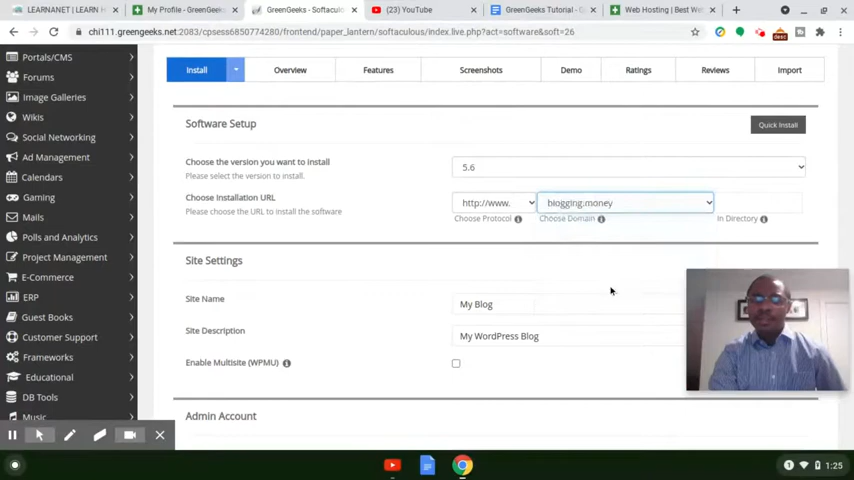 LEARNANET | LEARN HO
My Profile - GreenGeeks
GreenGeeks - Softaculo
(23) YouTube
GreenGeeks Tutorial - G
Web Hosting | Best We
chi111.greengeeks.net:2083/cpsess6850774280/frontend/paper_lantern/softaculous/index.live.php?act=software&soft=26
Portals/CMS
Forums
Image Galleries
Wikis
Social Networking
Ad Management
Calendars
Gaming
Mails
Polls and Analytics
Project Management
E-Commerce
ERP
Guest Books
Customer Support
Frameworks
Educational
DB Tools
Music
Install
Overview
Features
Screenshots
Demo
Ratings
Reviews
Import
Software Setup
Quick Install
Choose the version you want to install
Please select the version to install.
5.6
Choose Installation URL
Please choose the URL to install the software
http://www.
blogging.money
Choose Protocol
Choose Domain
In Directory
Site Settings
Site Name
My Blog
Site Description
My WordPress Blog
Enable Multisite (WPMU)
Admin Account
1
1:25